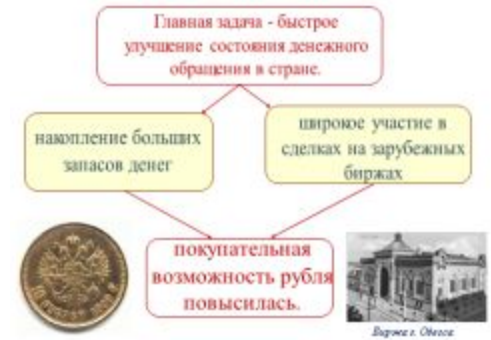 Главная задача - быстрое
улучшение состояния денежного
обращения в стране.
накопление больших
запасов денег
широкое участие в
сделках на зарубежных
биржах
покупательная
возможность рубля
повысилась.
Биржа г. Одесса